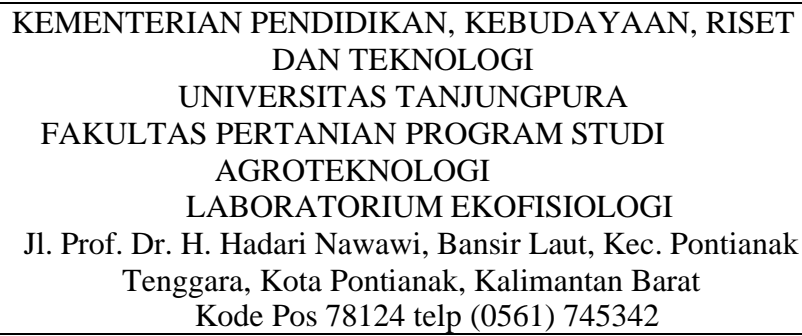 KEMENTERIAN PENDIDIKAN, KEBUDAYAAN, RISET
DAN TEKNOLOGI
UNIVERSITAS TANJUNGPURA
FAKULTAS PERTANIAN PROGRAM STUDI
AGROTEKNOLOGI
LABORATORIUM EKOFISIOLOGI
Jl. Prof. Dr. H. Hadari Nawawi, Bansir Laut, Kec. Pontianak
Tenggara, Kota Pontianak, Kalimantan Barat
Kode Pos 78124 telp (0561) 745342